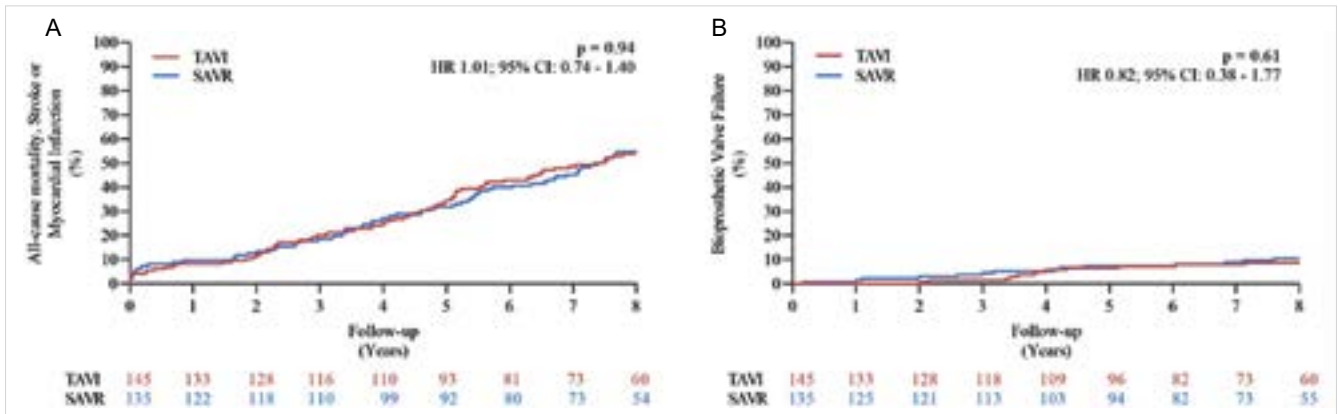 A
All-cause mortality, Stroke or
Myocardial Infarction
(%)
100
90
80
70
60
50
40
30
20
10
0
TAVI
SAVR
p = 0.94
HR 1.01; 95% CI: 0.74 - 1.40
0 1 2 3 4 5 6 7 8
Follow-up
(Years)
TAVI 145 133 128 116 110 93 81 73 60
SAVR 135 122 118 110 99 92 80 73 54
B
Bioprosthetic Valve Failure
(%)
100
90
80
70
60
50
40
30
20
10
0
TAVI
SAVR
p = 0.61
HR 0.82; 95% CI: 0.38 - 1.77
0 1 2 3 4 5 6 7 8
Follow-up
(Years)
TAVI 145 133 128 118 109 96 82 73 60
SAVR 135 125 121 113 103 94 82 73 55